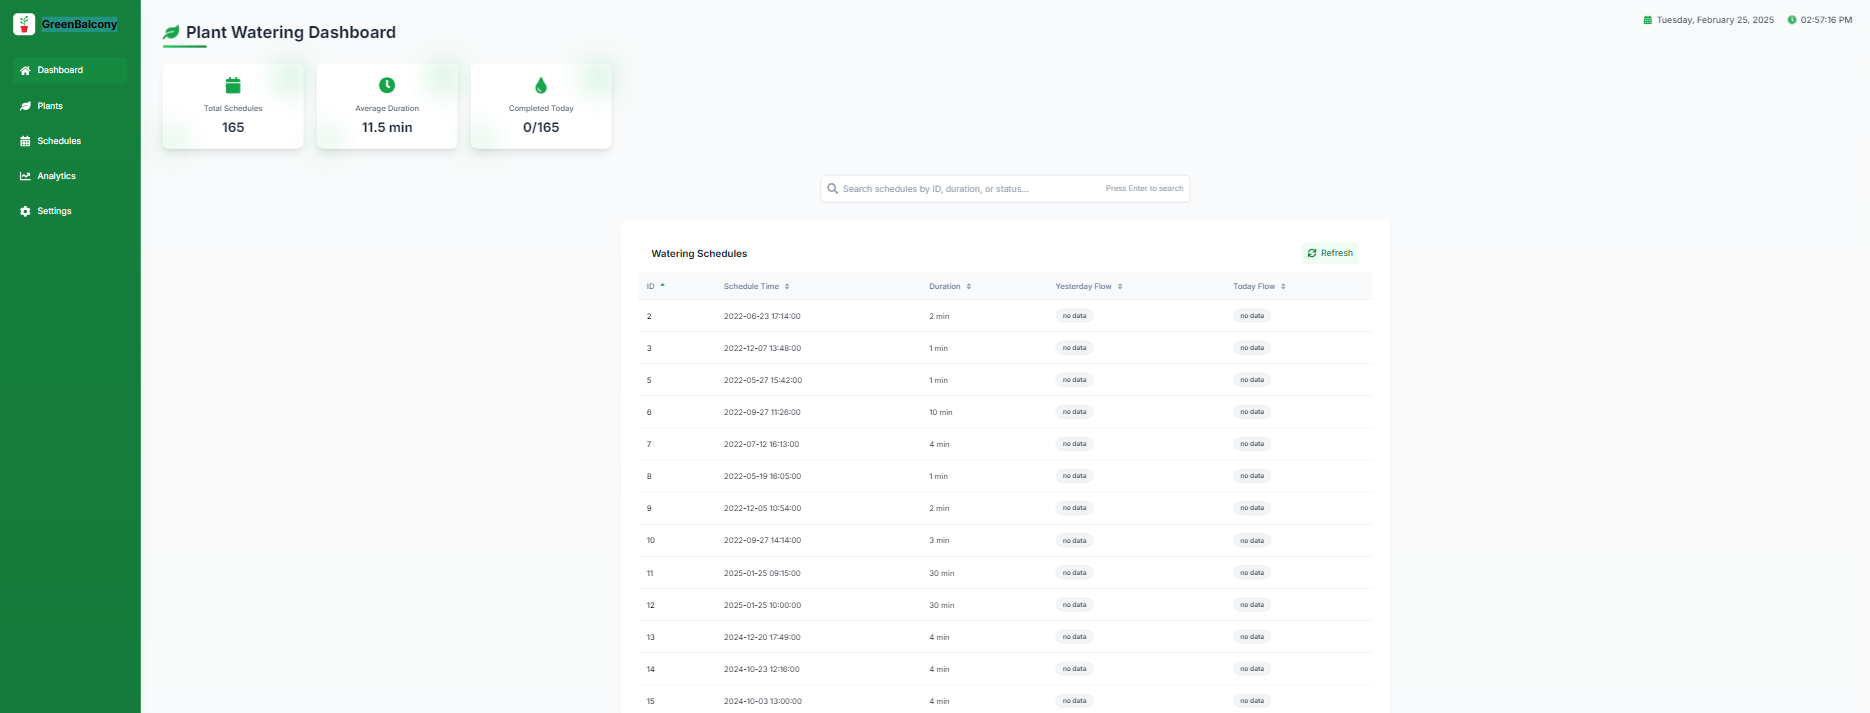 GreenBalcony
Dashboard
Plants
Schedules
Analytics
Settings
Plant Watering Dashboard
Tuesday, February 25, 2025 02:57:16 PM
Total Schedules
165
Average Duration
11.5 min
Completed Today
0/165
Search schedules by ID, duration, or status... Press Enter to search
Watering Schedules Refresh
ID Schedule Time Duration Yesterday Flow Today Flow
2 2022-06-23 17:14:00 2 min no data no data
3 2022-12-07 13:48:00 1 min no data no data
5 2022-05-27 15:42:00 1 min no data no data
6 2022-09-27 11:26:00 10 min no data no data
7 2022-07-12 16:13:00 4 min no data no data
8 2022-05-19 16:05:00 1 min no data no data
9 2022-12-05 10:54:00 2 min no data no data
10 2022-09-27 14:14:00 3 min no data no data
11 2025-01-25 09:15:00 30 min no data no data
12 2025-01-25 10:00:00 30 min no data no data
13 2024-12-20 17:49:00 4 min no data no data
14 2024-10-23 12:16:00 4 min no data no data
15 2024-10-03 13:00:00 4 min no data no data